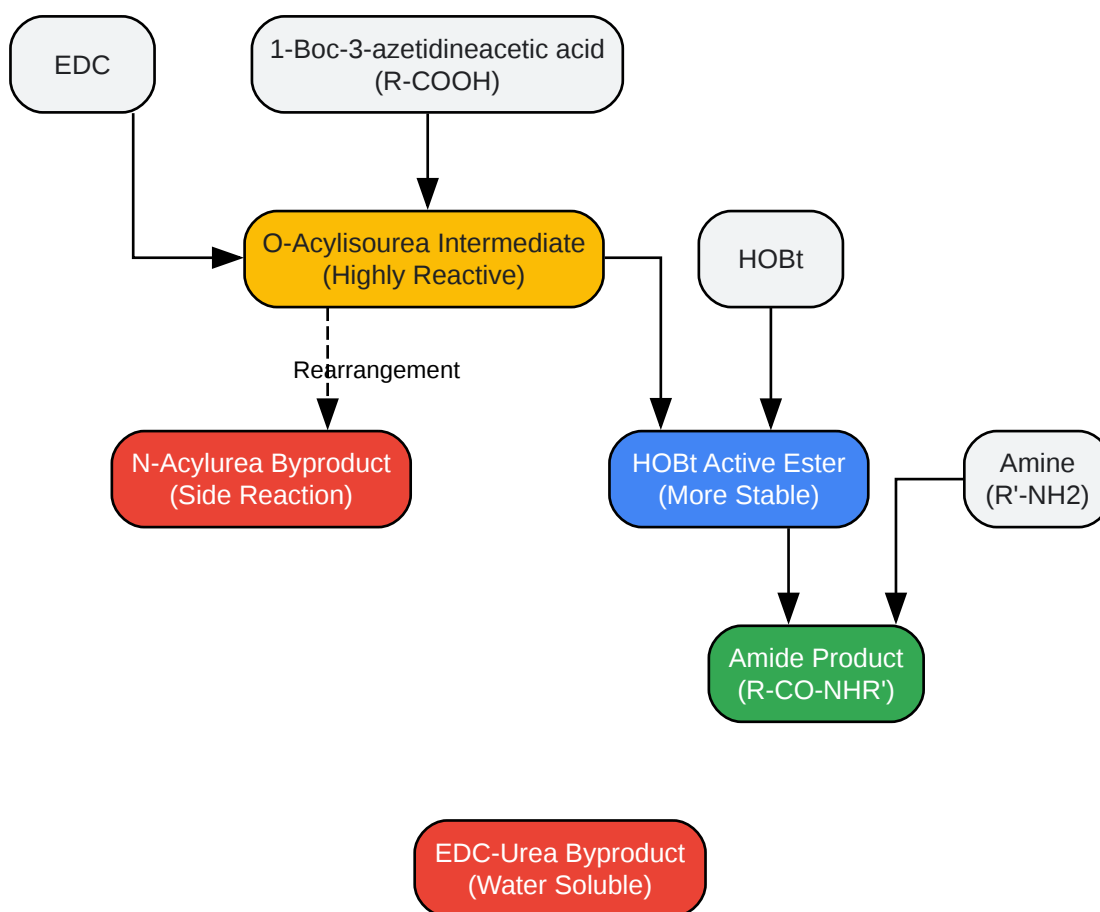 EDC
1-Boc-3-azetidineacetic acid
(R-COOH)
O-Acylisourea Intermediate
(Highly Reactive)
HOBt
Rearrangement
N-Acylurea Byproduct
(Side Reaction)
HOBt Active Ester
(More Stable)
Amine
(R'-NH2)
Amide Product
(R-CO-NHR')
EDC-Urea Byproduct
(Water Soluble)